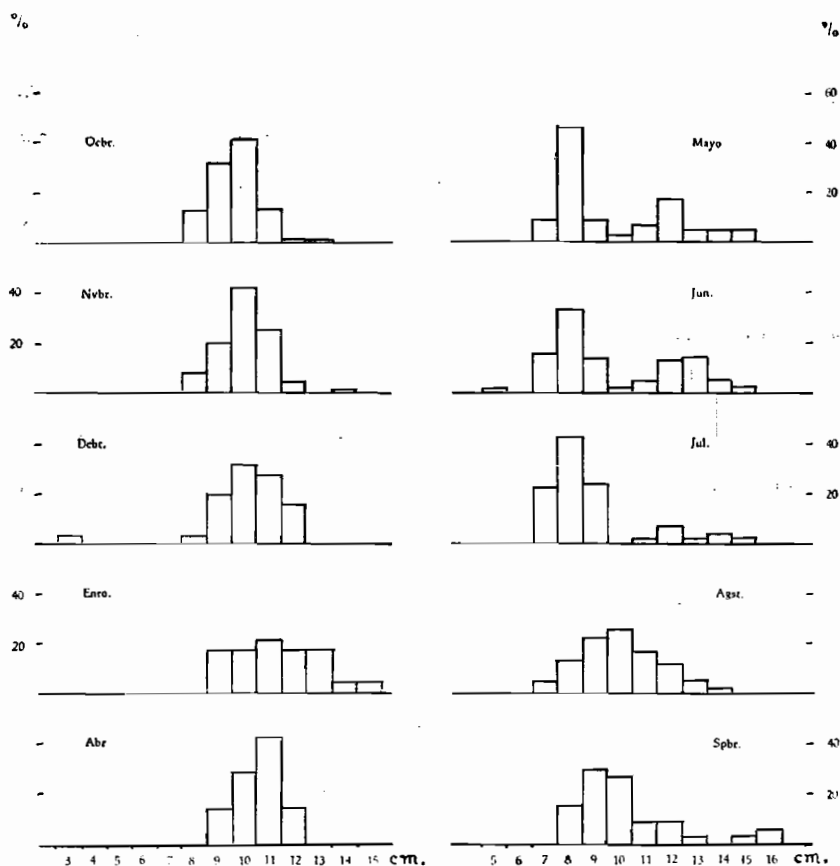 %
%
60
Ocbr.
Mayo
40
20
40
Nvbr.
Jun.
20
Dcbr.
Jul.
40
20
40
Enro.
Agst.
20
Abr
Spbr.
40
20
3 4 5 6 7 8 9 10 11 12 13 14 15 cm.
5 6 7 8 9 10 11 12 13 14 15 16 cm.